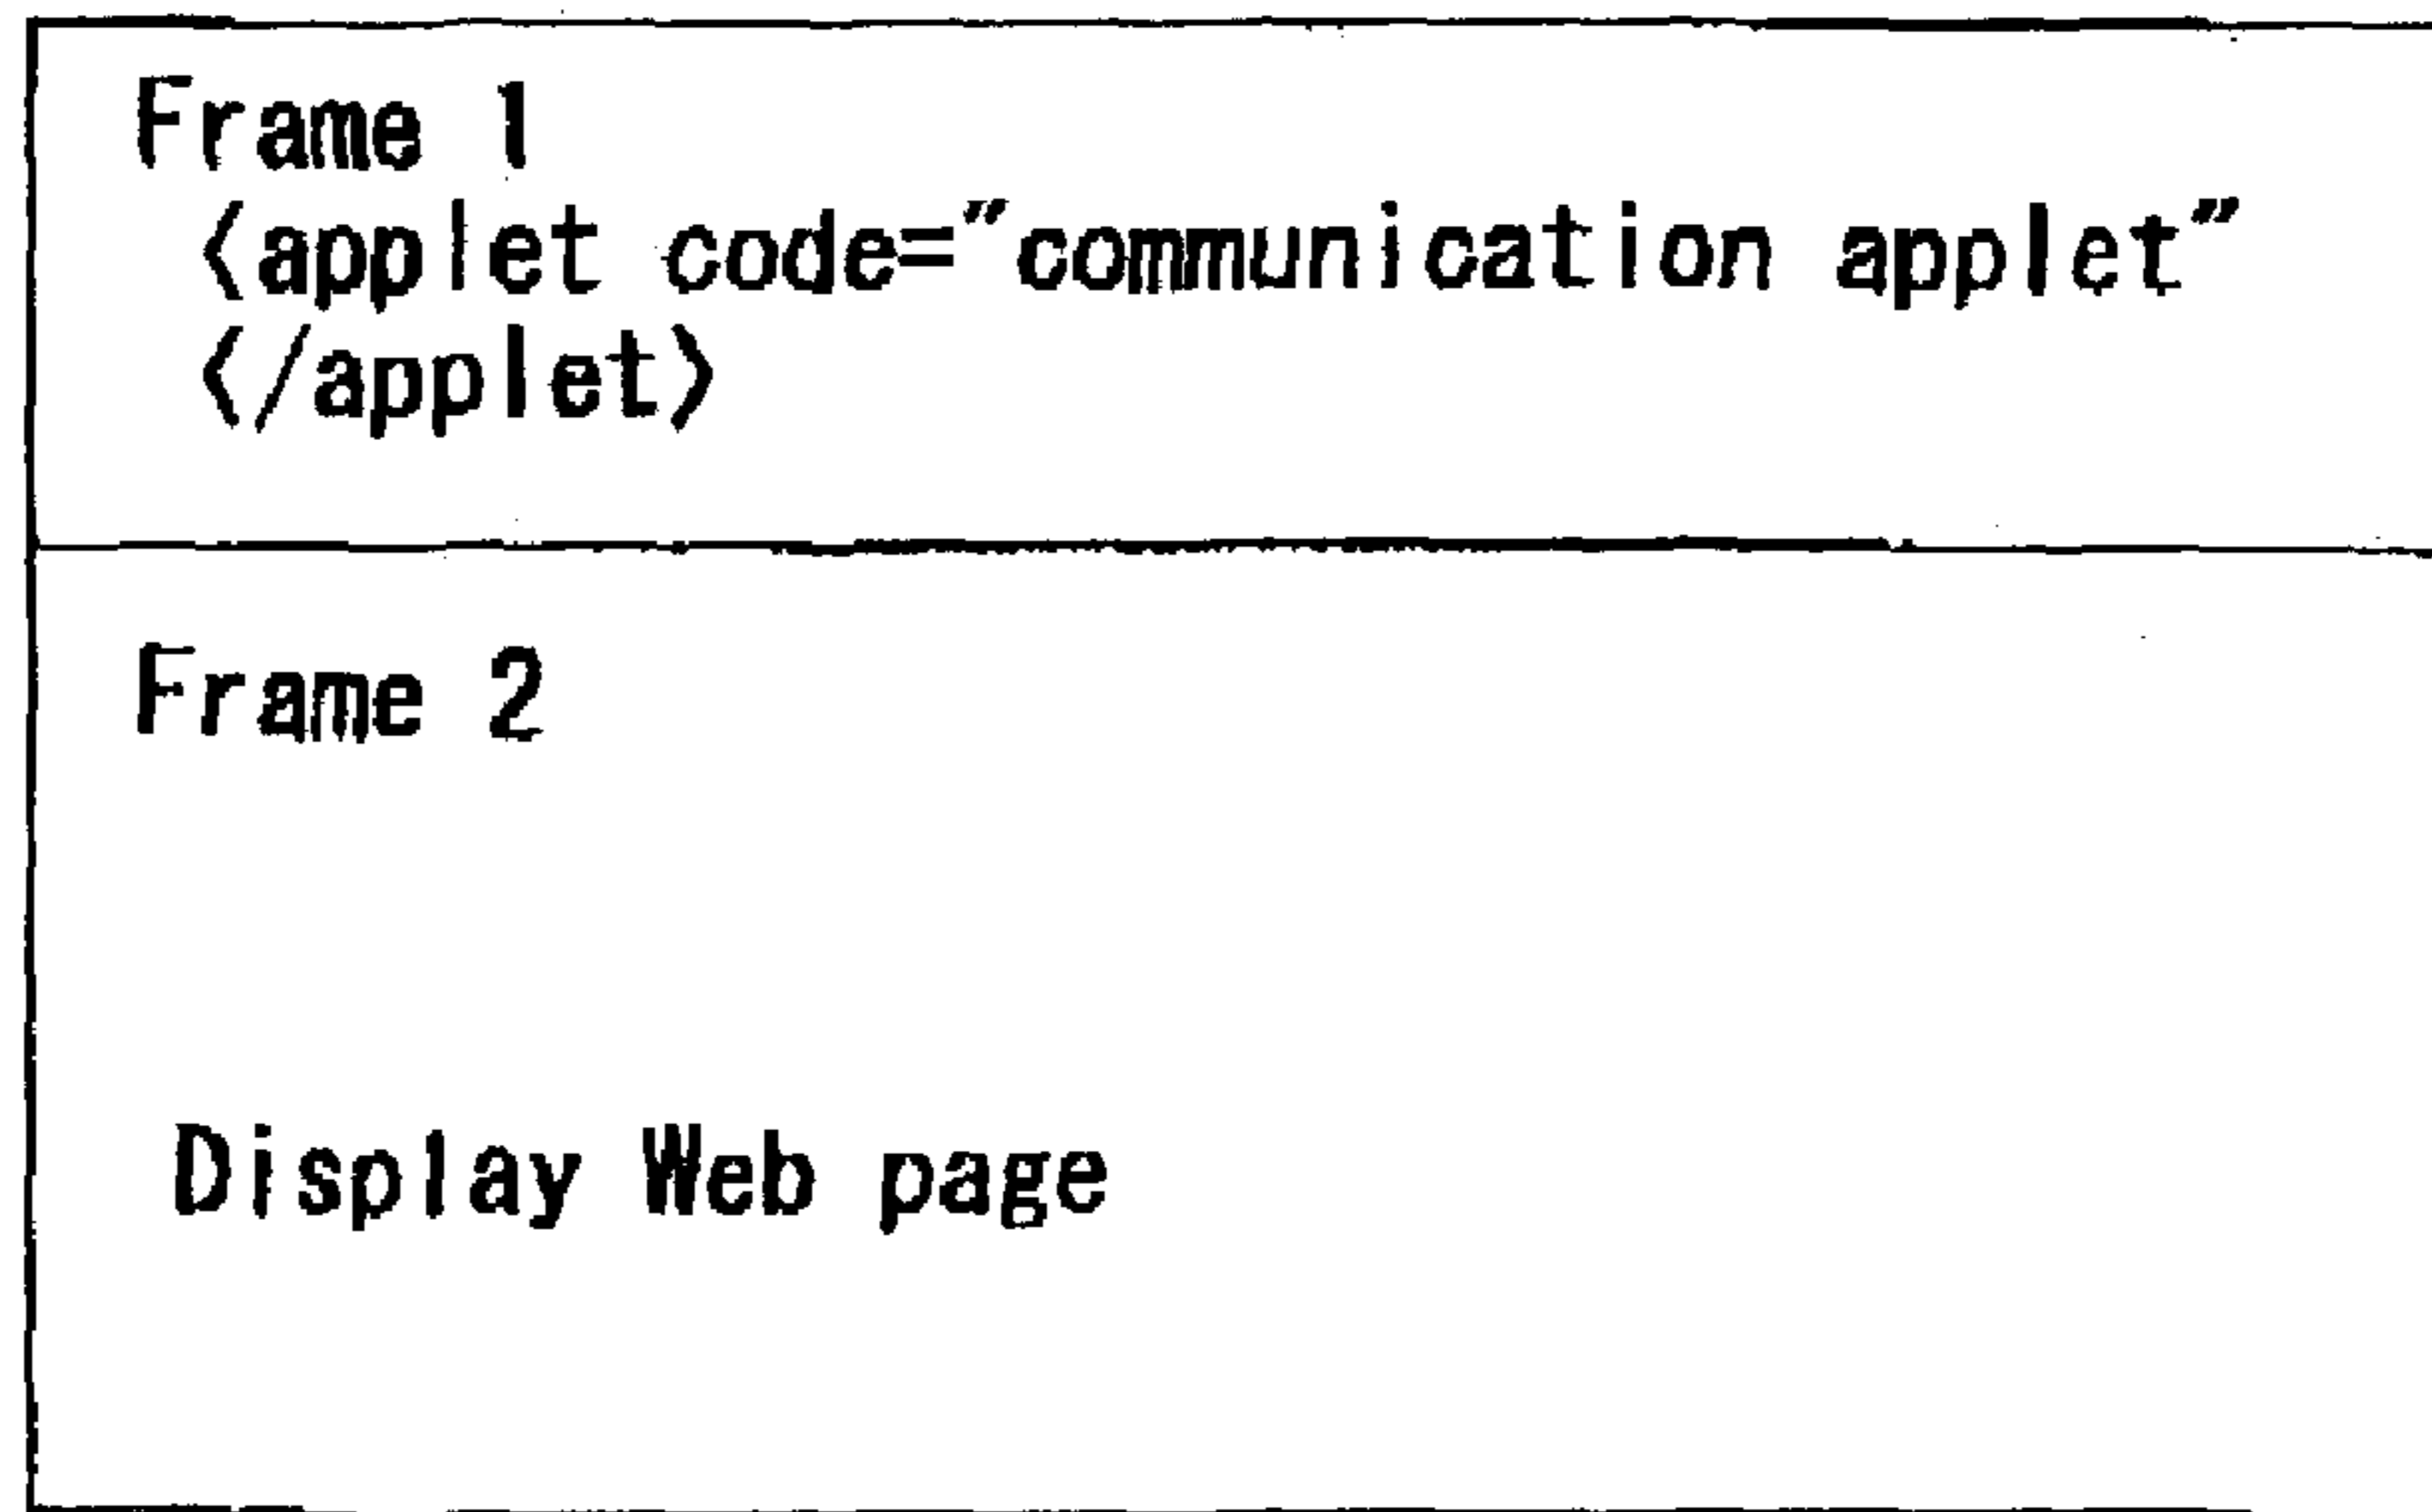 Frame 1
<applet code="communication applet"
</applet>
Frame 2
Display Web page